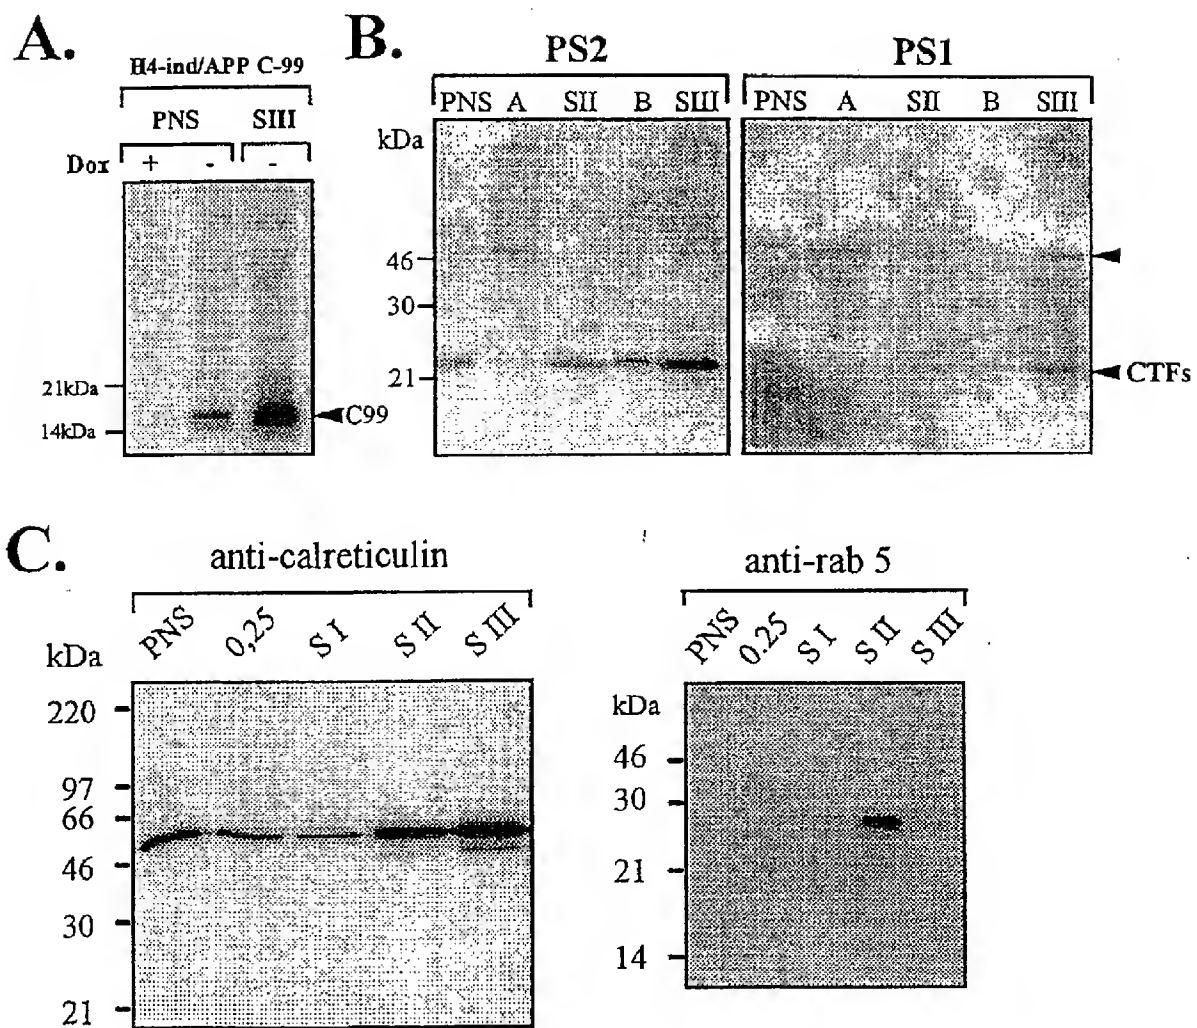 A.
H4-ind/APP C-99
PNS SIII
Dox + - -
21kDa
14kDa
C99
B.
PS2 PS1
PNS A SII B SIII PNS A SII B SIII
kDa
46
30
21
CTFs
C.
anti-calreticulin
PNS 0,25 S I S II S III
kDa
220
97
66
46
30
21
anti-rab 5
PNS 0.25 S I S II S III
kDa
46
30
21
14